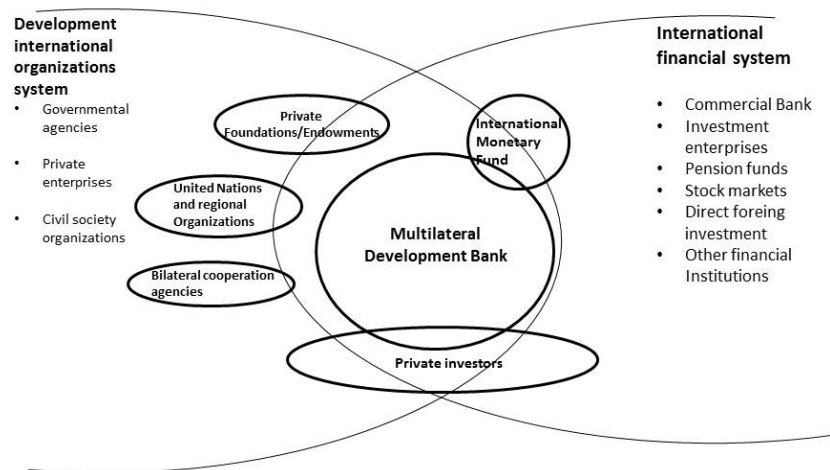 Development
international
organizations
system
• Governmental
agencies
• Private
enterprises
• Civil society
organizations
Private
Foundations/Endowments
United Nations
and regional
Organizations
Bilateral cooperation
agencies
International
Monetary
Fund
Multilateral
Development Bank
Private investors
International
financial system
• Commercial Bank
• Investment
enterprises
• Pension funds
• Stock markets
• Direct foreing
investment
• Other financial
Institutions